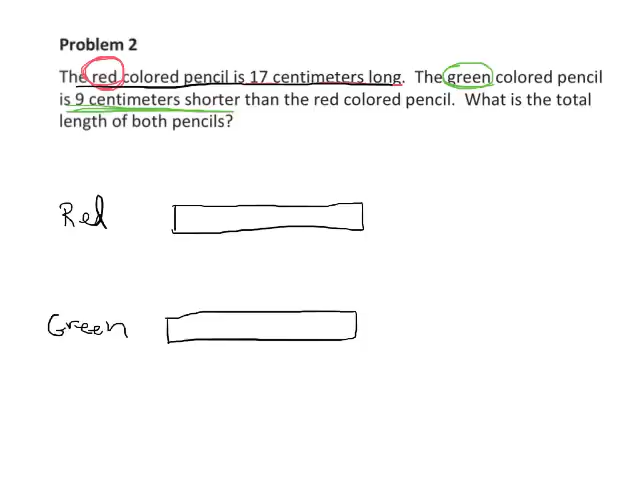 Problem 2
The red colored pencil is 17 centimeters long. The green colored pencil
is 9 centimeters shorter than the red colored pencil. What is the total
length of both pencils?
Red
Green